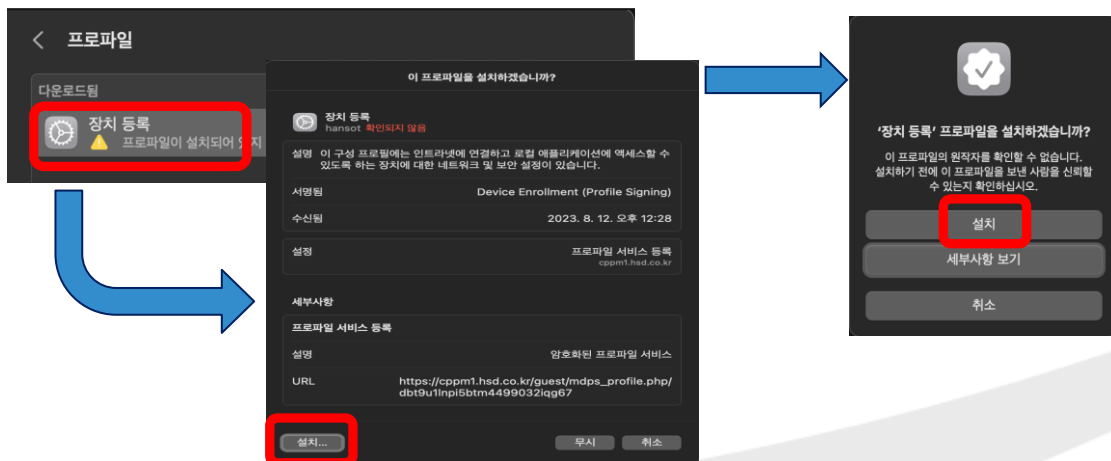 프로파일
다운로드됨
장치 등록
프로파일이 설치되어 있지
이 프로파일을 설치하겠습니까?
장치 등록
hansot 확인되지 않음
설명 이 구성 프로필에는 인트라넷에 연결하고 로컬 애플리케이션에 액세스할 수
있도록 하는 장치에 대한 네트워크 및 보안 설정이 있습니다.
서명됨 Device Enrollment (Profile Signing)
수신됨 2023. 8. 12. 오후 12:28
설정 프로파일 서비스 등록
cppm1.hsd.co.kr
세부사항
프로파일 서비스 등록
설명 암호화된 프로파일 서비스
URL https://cppm1.hsd.co.kr/guest/mdps_profile.php/
dbt9u1lnpi5btm4499032iqg67
설치...
무시 취소
‘장치 등록’ 프로파일을 설치하겠습니까?
이 프로파일의 원작자를 확인할 수 없습니다.
설치하기 전에 이 프로파일을 보낸 사람을 신뢰할
수 있는지 확인하십시오.
설치
세부사항 보기
취소